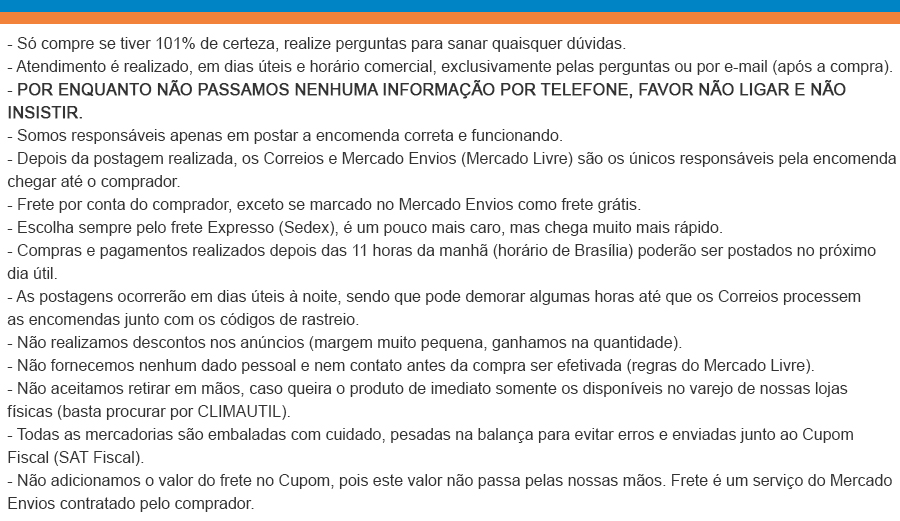 - Só compre se tiver 101% de certeza, realize perguntas para sanar quaisquer dúvidas.
- Atendimento é realizado, em dias úteis e horário comercial, exclusivamente pelas perguntas ou por e-mail (após a compra).
- POR ENQUANTO NÃO PASSAMOS NENHUMA INFORMAÇÃO POR TELEFONE, FAVOR NÃO LIGAR E NÃO
INSISTIR.
- Somos responsáveis apenas em postar a encomenda correta e funcionando.
- Depois da postagem realizada, os Correios e Mercado Envios (Mercado Livre) são os únicos responsáveis pela encomenda
chegar até o comprador.
- Frete por conta do comprador, exceto se marcado no Mercado Envios como frete grátis.
- Escolha sempre pelo frete Expresso (Sedex), é um pouco mais caro, mas chega muito mais rápido.
- Compras e pagamentos realizados depois das 11 horas da manhã (horário de Brasília) poderão ser postados no próximo
dia útil.
- As postagens ocorrerão em dias úteis à noite, sendo que pode demorar algumas horas até que os Correios processem
as encomendas junto com os códigos de rastreio.
- Não realizamos descontos nos anúncios (margem muito pequena, ganhamos na quantidade).
- Não fornecemos nenhum dado pessoal e nem contato antes da compra ser efetivada (regras do Mercado Livre).
- Não aceitamos retirar em mãos, caso queira o produto de imediato somente os disponíveis no varejo de nossas lojas
físicas (basta procurar por CLIMAUTIL).
- Todas as mercadorias são embaladas com cuidado, pesadas na balança para evitar erros e enviadas junto ao Cupom
Fiscal (SAT Fiscal).
- Não adicionamos o valor do frete no Cupom, pois este valor não passa pelas nossas mãos. Frete é um serviço do Mercado
Envios contratado pelo comprador.